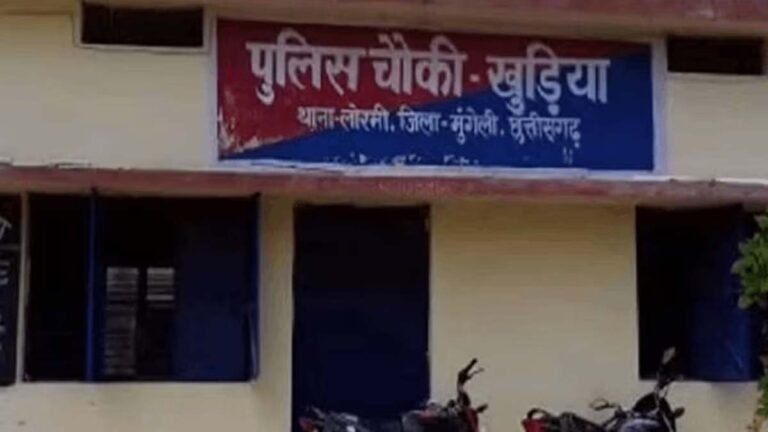 पुलिस चौकी - खुड़िया
थाना-लोरमी, जिला-मुंगेली, छत्तीसगढ़